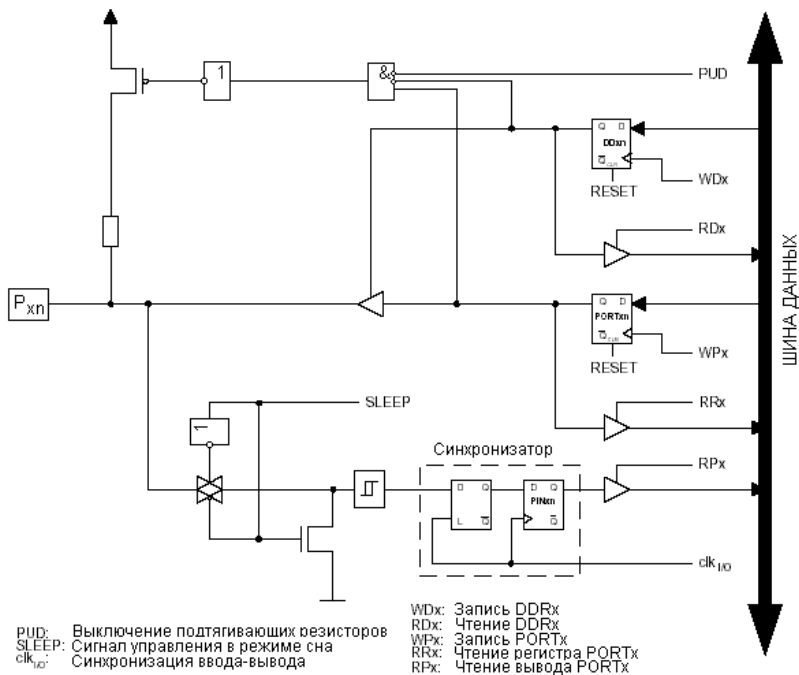 1
&
PUD
Q D
DDxn
Q CLR
RESET
WDx
RDx
Pxn
Q D
PORTxn
Q CLR
RESET
WPx
ШИНА ДАННЫХ
SLEEP
RRx
1
Синхронизатор
RPx
D Q
L Q
D Q
PINxn
Q
clk I/O
PUD: Выключение подтягивающих резисторов
SLEEP: Сигнал управления в режиме сна
clk I/O: Синхронизация ввода-вывода
WDx: Запись DDRx
RDx: Чтение DDRx
WPx: Запись PORTx
RRx: Чтение регистра PORTx
RPx: Чтение вывода PORTx